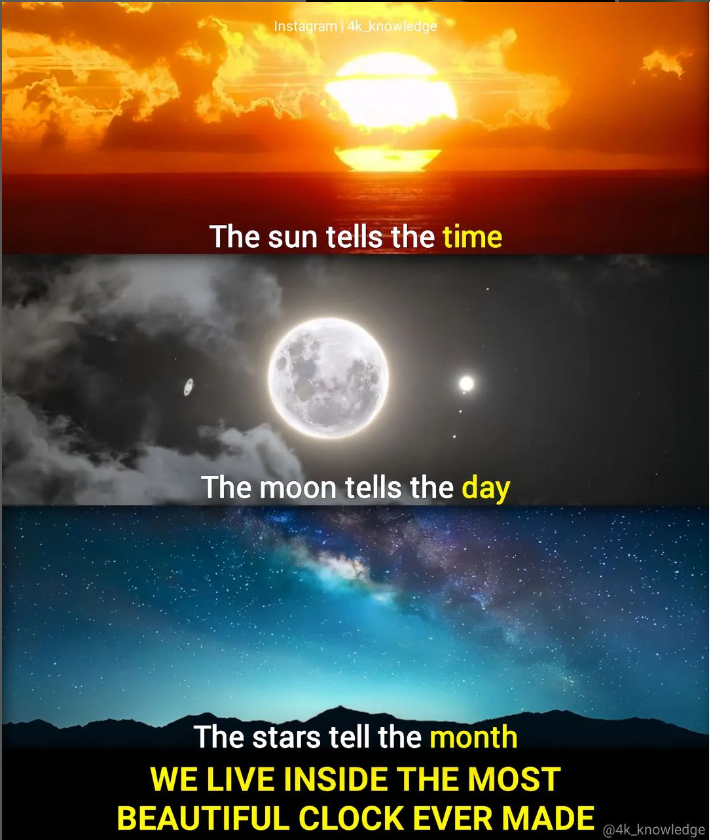 Instagram | 4k_knowledge
The sun tells the time
The moon tells the day
The stars tell the month
WE LIVE INSIDE THE MOST
BEAUTIFUL CLOCK EVER MADE
@4k_knowledge